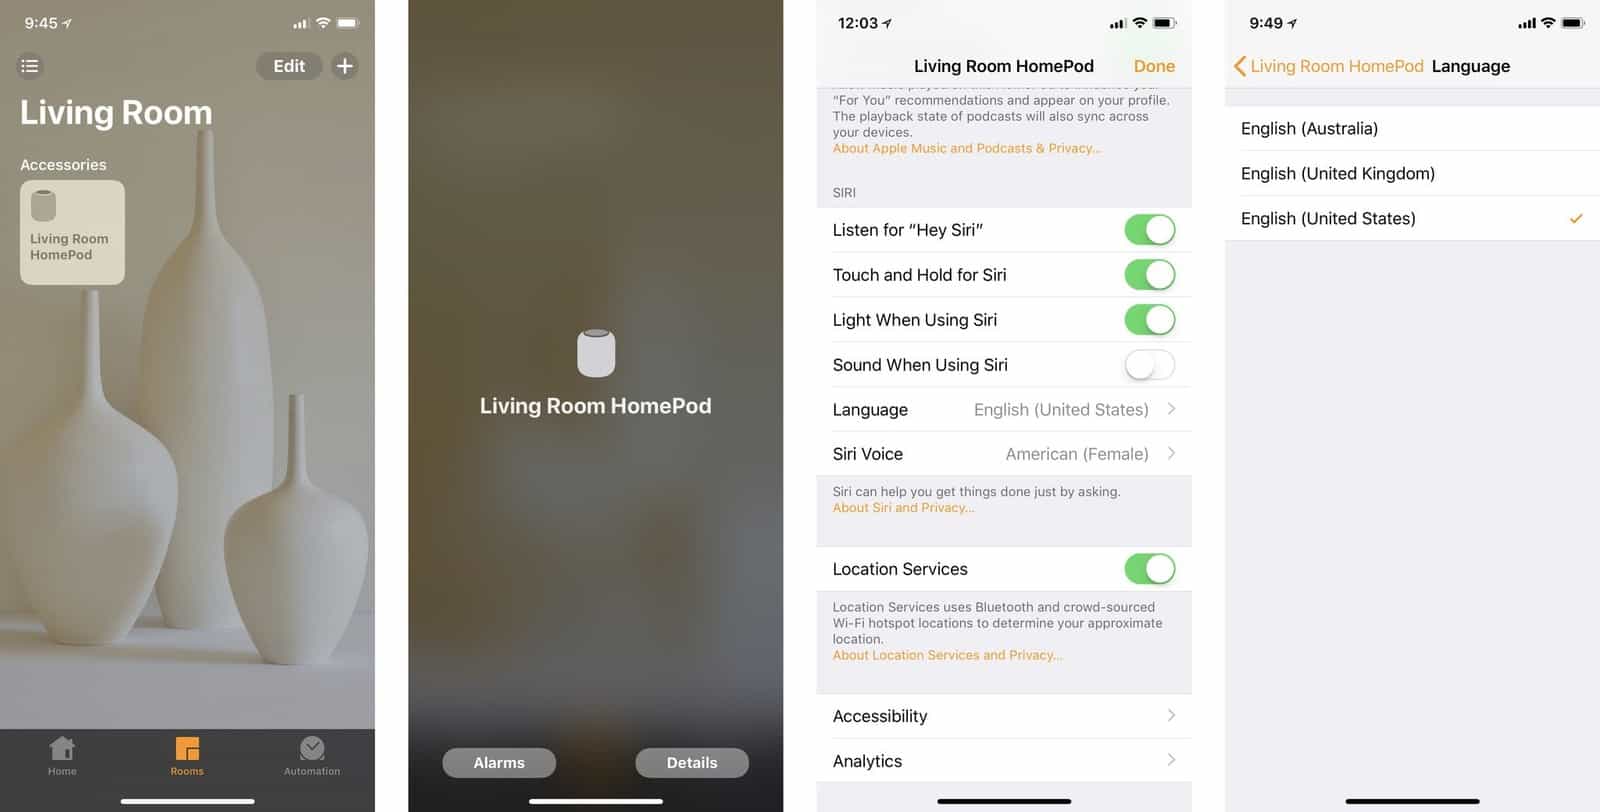 9:45
Edit
Living Room
Accessories
Living Room
HomePod
Home
Rooms
Automation
Living Room HomePod
Alarms
Details
12:03
Living Room HomePod
Done
“For You” recommendations and appear on your profile.
The playback state of podcasts will also sync across
your devices.
About Apple Music and Podcasts & Privacy...
SIRI
Listen for “Hey Siri”
Touch and Hold for Siri
Light When Using Siri
Sound When Using Siri
Language English (United States)
Siri Voice American (Female)
Siri can help you get things done just by asking.
About Siri and Privacy...
Location Services
Location Services uses Bluetooth and crowd-sourced
Wi-Fi hotspot locations to determine your approximate
location.
About Location Services and Privacy...
Accessibility
Analytics
9:49
Living Room HomePod Language
English (Australia)
English (United Kingdom)
English (United States)